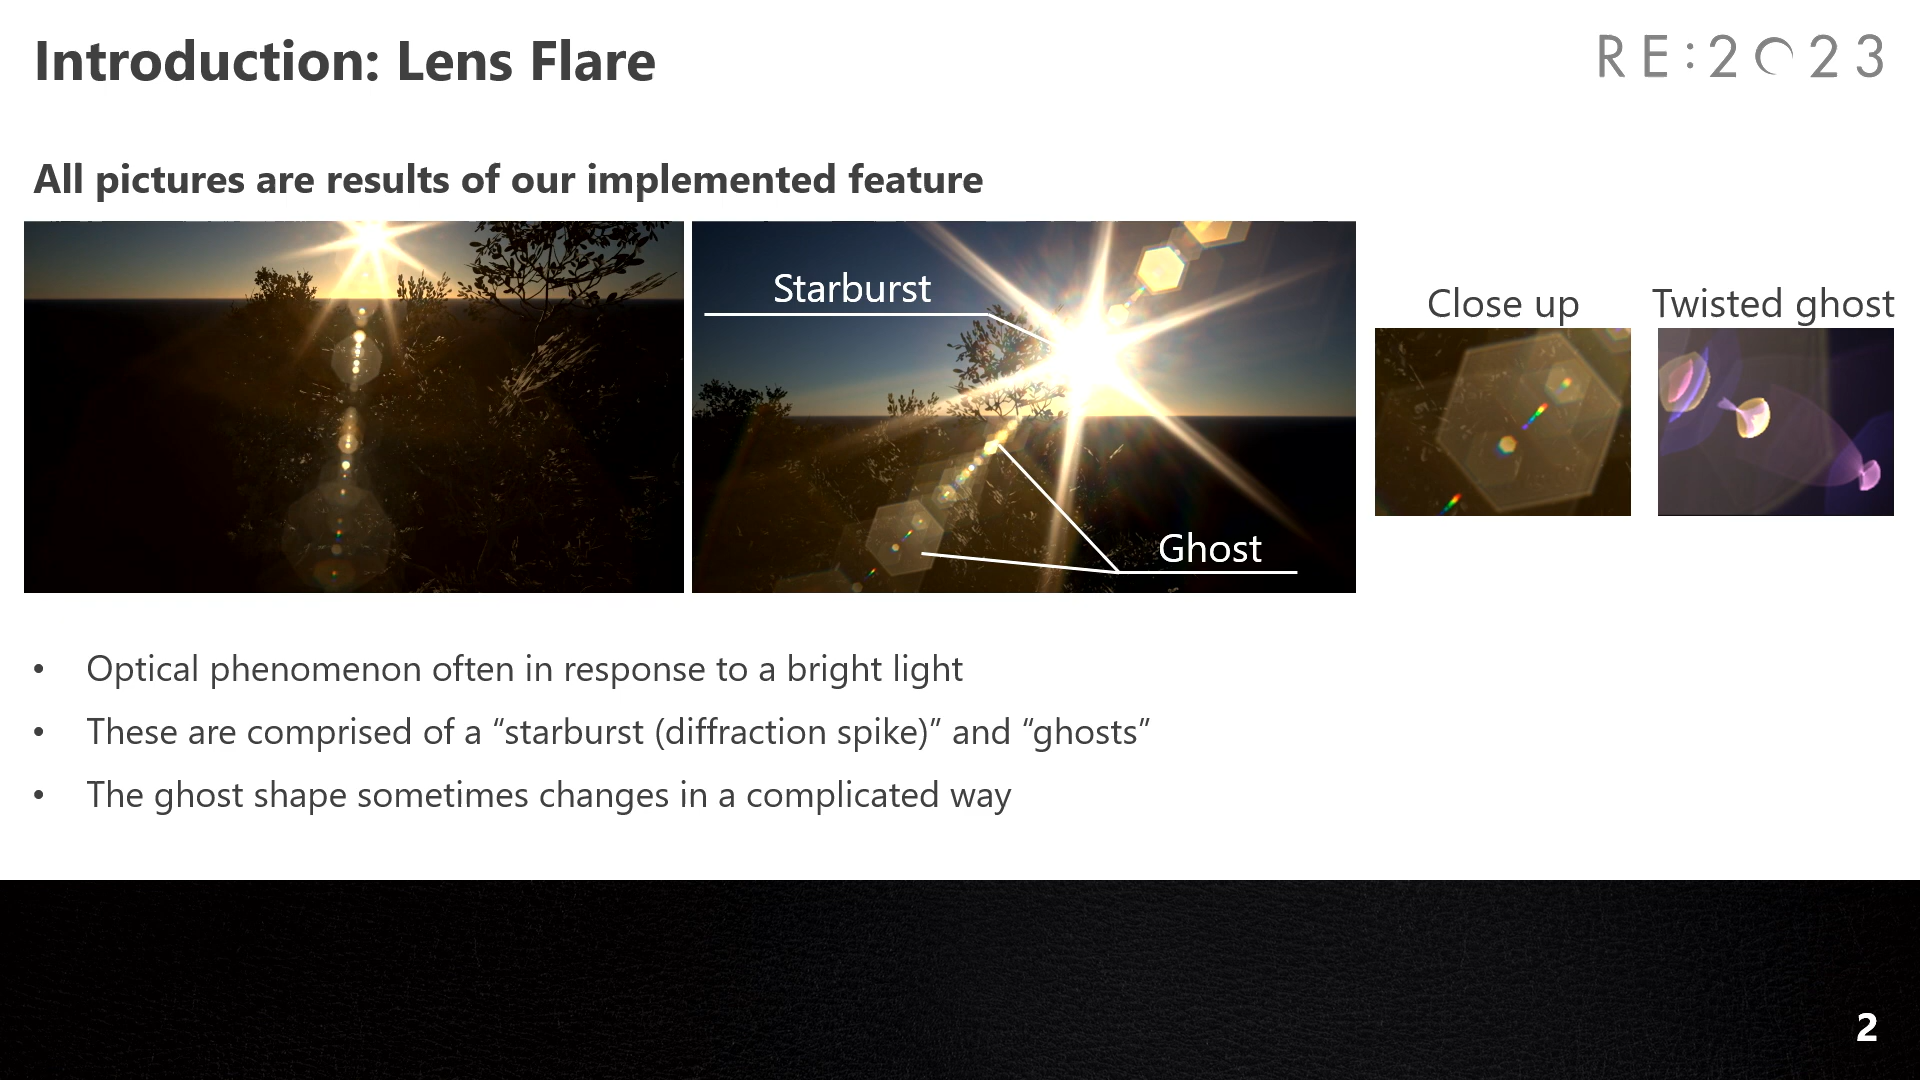 Introduction: Lens Flare
RE:2023
All pictures are results of our implemented feature
Starburst
Ghost
Close up
Twisted ghost
• Optical phenomenon often in response to a bright light
• These are comprised of a “starburst (diffraction spike)” and “ghosts”
• The ghost shape sometimes changes in a complicated way
2